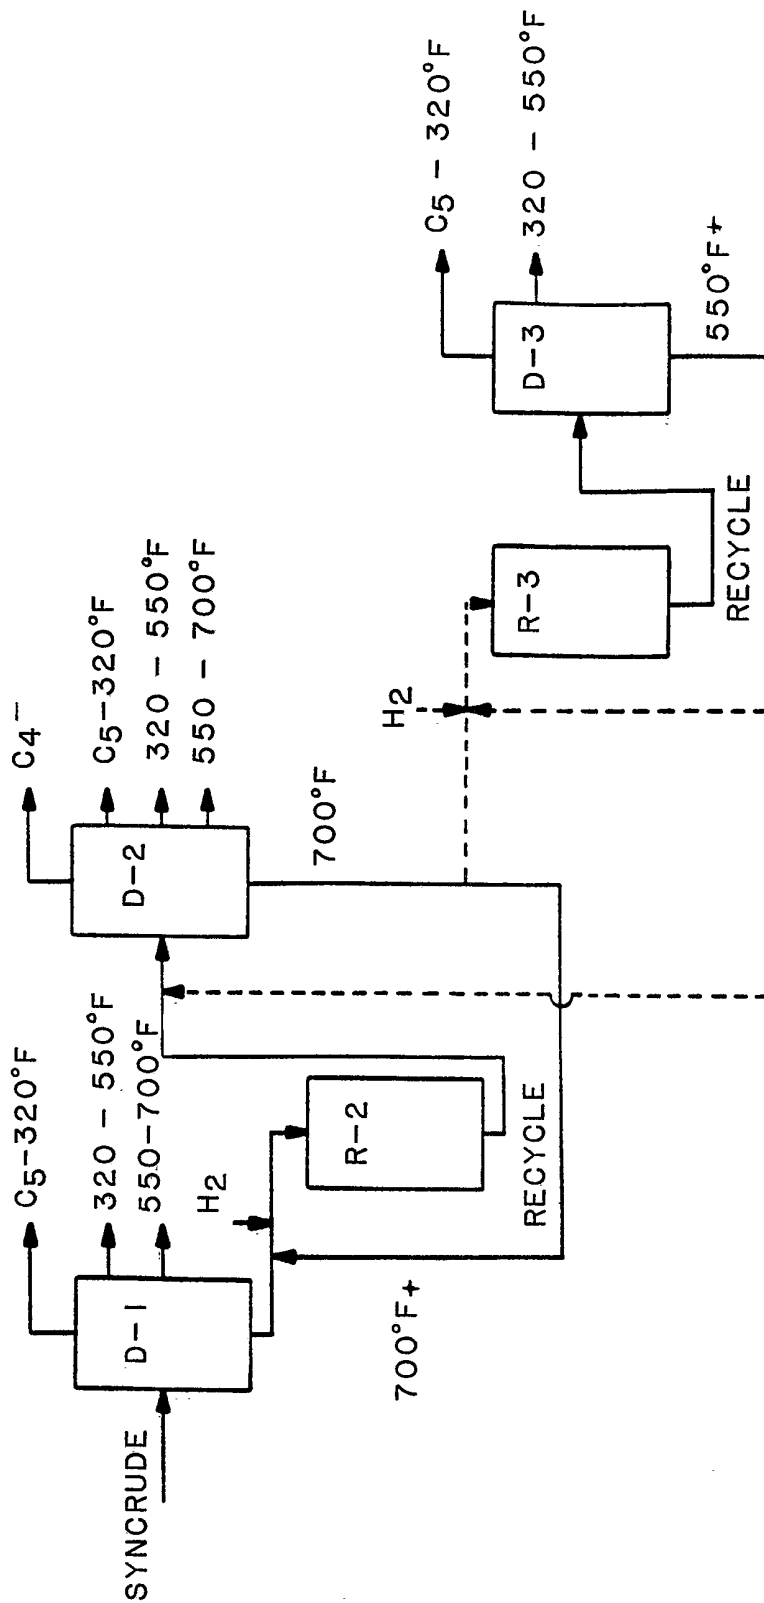 SYNCRUDE
D-1
C5-320°F
320-550°F
550-700°F
H2
700°F+
R-2
RECYCLE
D-2
C4-
C5-320°F
320-550°F
550-700°F
700°F
H2
R-3
RECYCLE
D-3
C5-320°F
320-550°F
550°F+